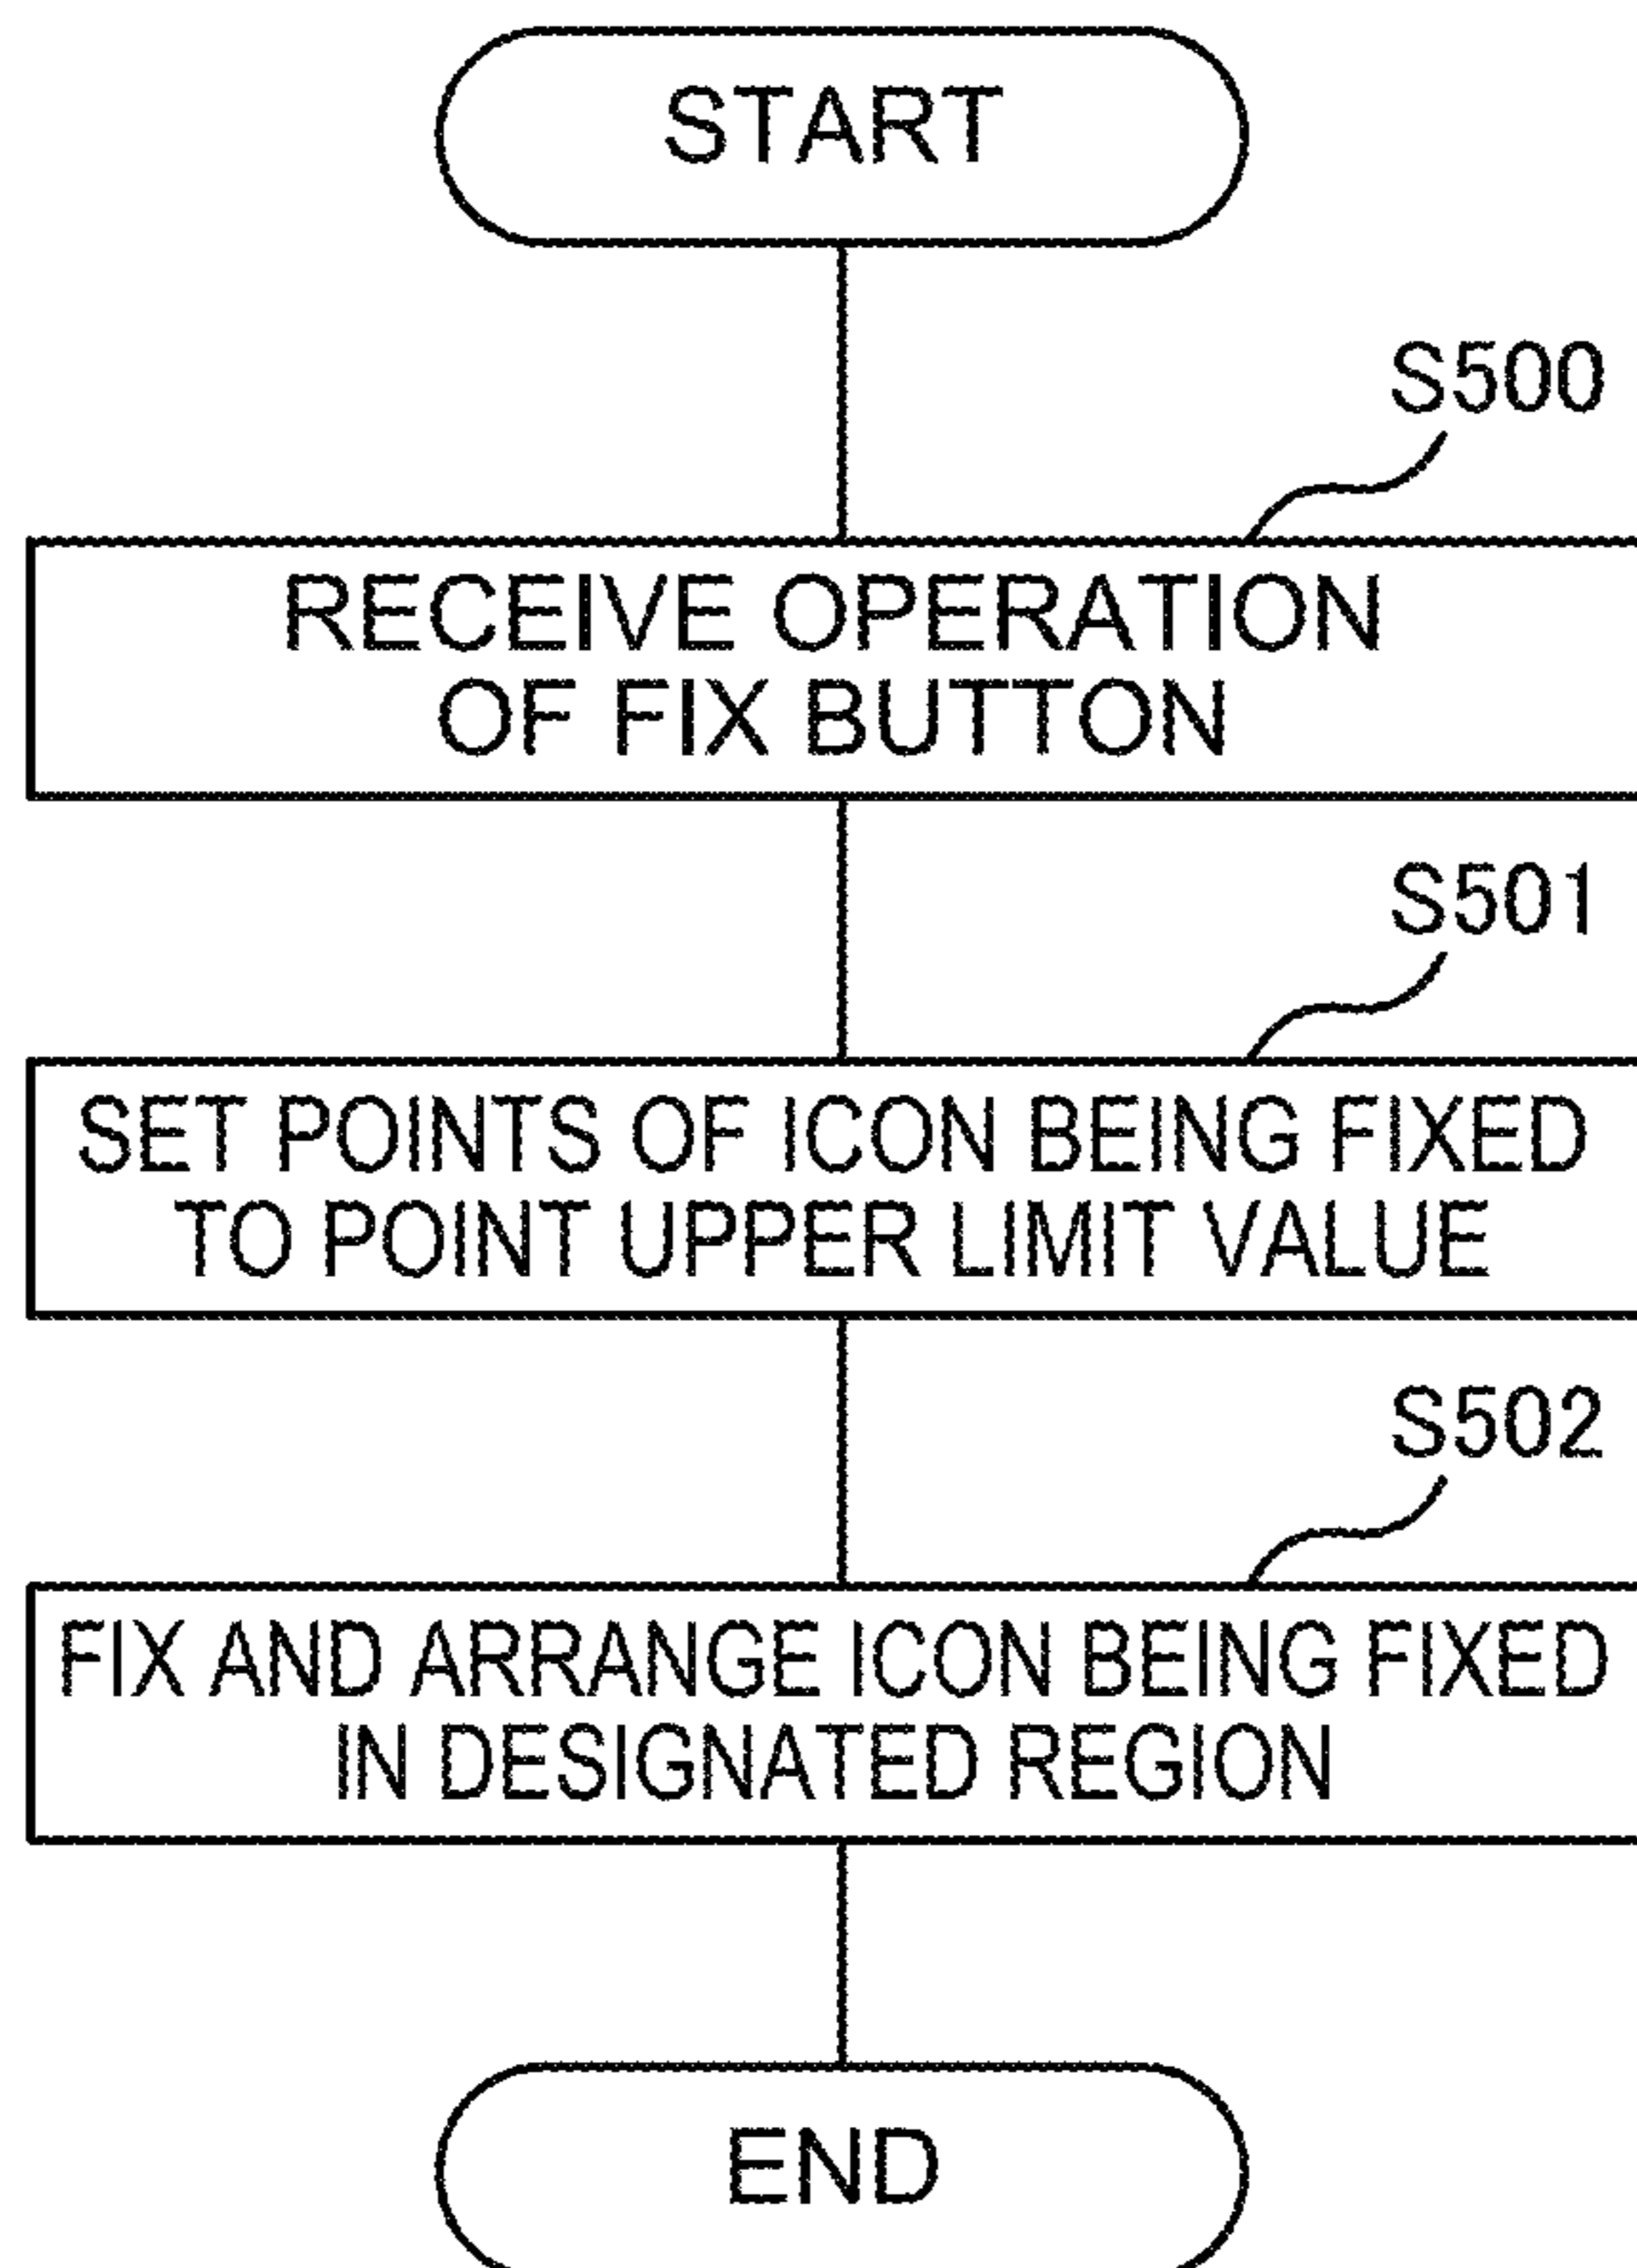 START
S500
RECEIVE OPERATION
OF FIX BUTTON
S501
SET POINTS OF ICON BEING FIXED
TO POINT UPPER LIMIT VALUE
S502
FIX AND ARRANGE ICON BEING FIXED
IN DESIGNATED REGION
END